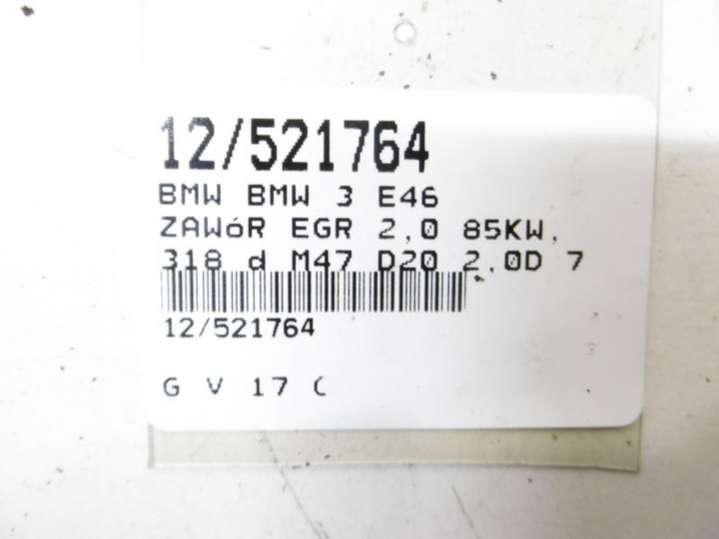 12/521764
BMW BMW 3 E46
ZAWóR EGR 2,0 85KW,
318 d M47 D20 2.0D 7
12/521764
G V 17 C